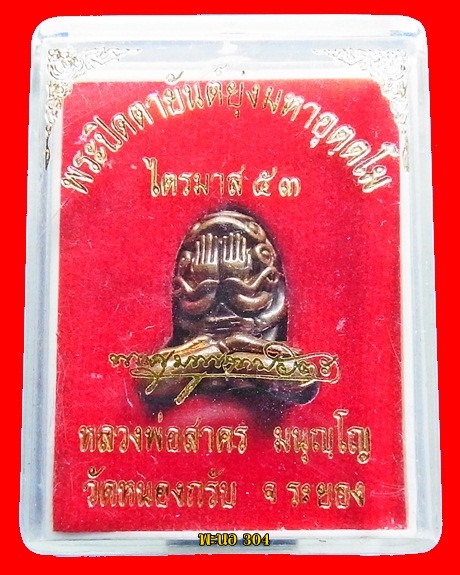 พระปิดตายันต์ยุ่งมหาอุตฺตโม
ไตรมาส ๕๓
หลวงพ่อสาคร มนุญฺโญ
วัดหนองกรับ จ ระยอง
พะนอ 304